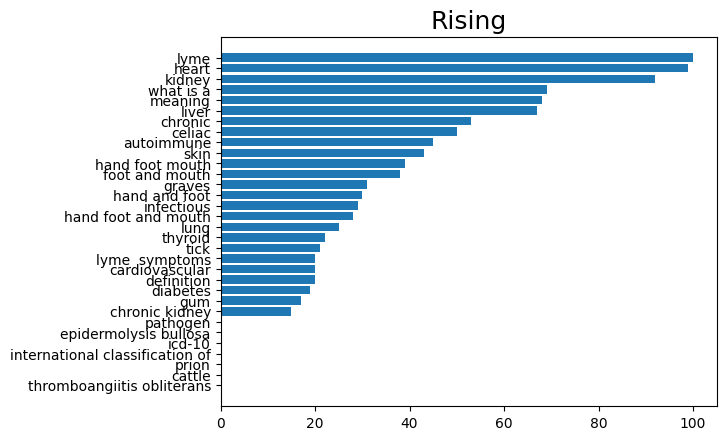 Rising
lyme
heart
kidney
what is a
meaning
liver
chronic
celiac
autoimmune
skin
hand foot mouth
foot and mouth
graves
hand and foot
infectious
hand foot and mouth
lung
thyroid
tick
lyme  symptoms
cardiovascular
definition
diabetes
gum
chronic kidney
pathogen
epidermolysis bullosa
icd-10
international classification of
prion
cattle
thromboangiitis obliterans
0 20 40 60 80 100